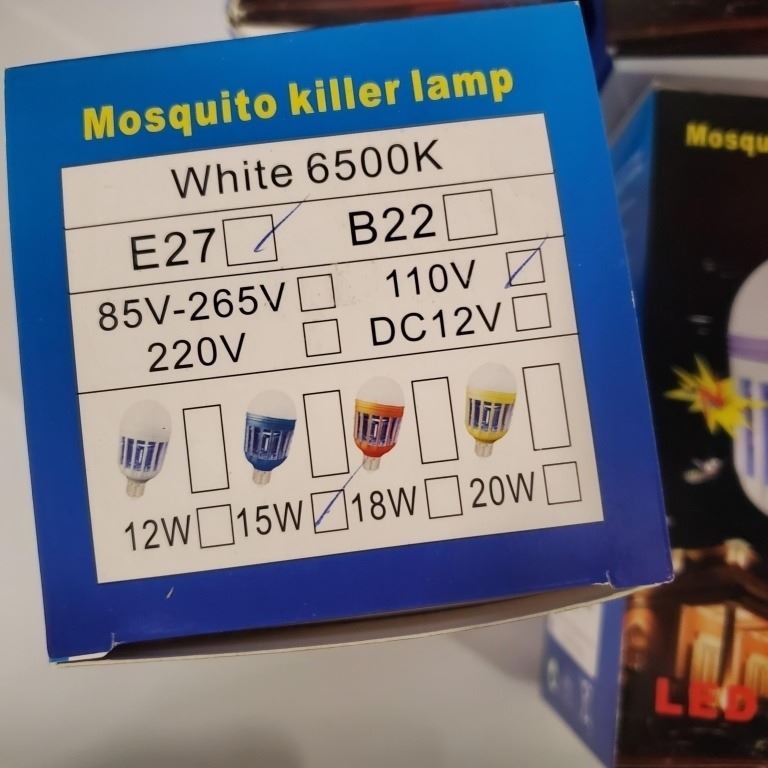 Mosquito killer lamp
White 6500K
E27 B22
85V-265V 110V
220V DC12V
12W 15W 18W 20W
Mosqu
LED